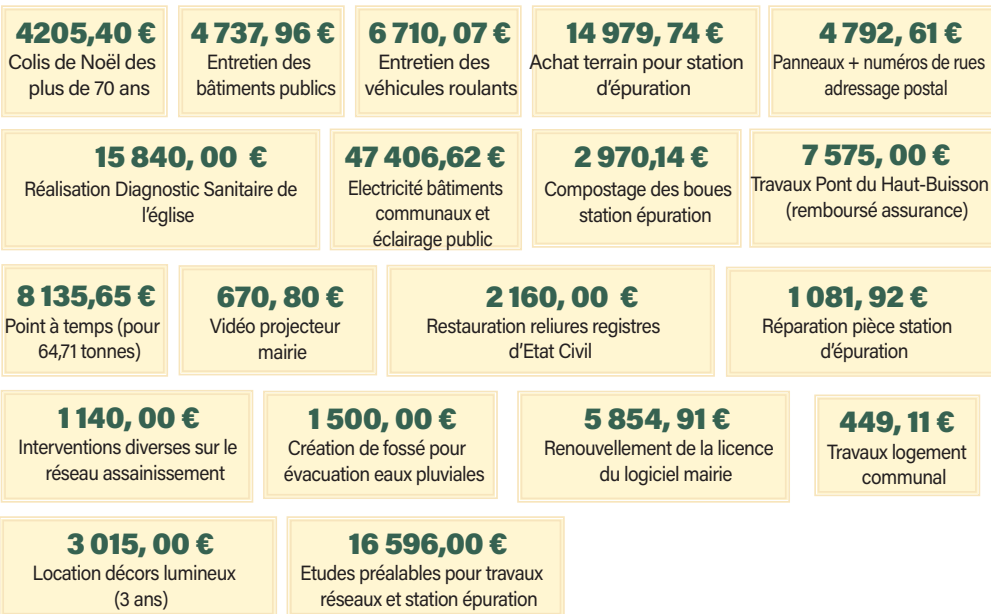 4205,40 €
Colis de Noël des
plus de 70 ans
4 737, 96 €
Entretien des
bâtiments publics
6 710, 07 €
Entretien des
véhicules roulants
14 979, 74 €
Achat terrain pour station
d'épuration
4 792, 61 €
Panneaux + numéros de rues
adressage postal
15 840, 00 €
Réalisation Diagnostic Sanitaire de
l'église
47 406,62 €
Electricité bâtiments
communaux et
éclairage public
2 970,14 €
Compostage des boues
station épuration
7 575, 00 €
Travaux Pont du Haut-Buisson
(remboursé assurance)
8 135,65 €
Point à temps (pour
64,71 tonnes)
670, 80 €
Vidéo projecteur
mairie
2 160, 00 €
Restauration reliures registres
d'Etat Civil
1 081, 92 €
Réparation pièce station
d'épuration
1 140, 00 €
Interventions diverses sur le
réseau assainissement
1 500, 00 €
Création de fossé pour
évacuation eaux pluviales
5 854, 91 €
Renouvellement de la licence
du logiciel mairie
449, 11 €
Travaux logement
communal
3 015, 00 €
Location décors lumineux
(3 ans)
16 596,00 €
Etudes préalables pour travaux
réseaux et station épuration